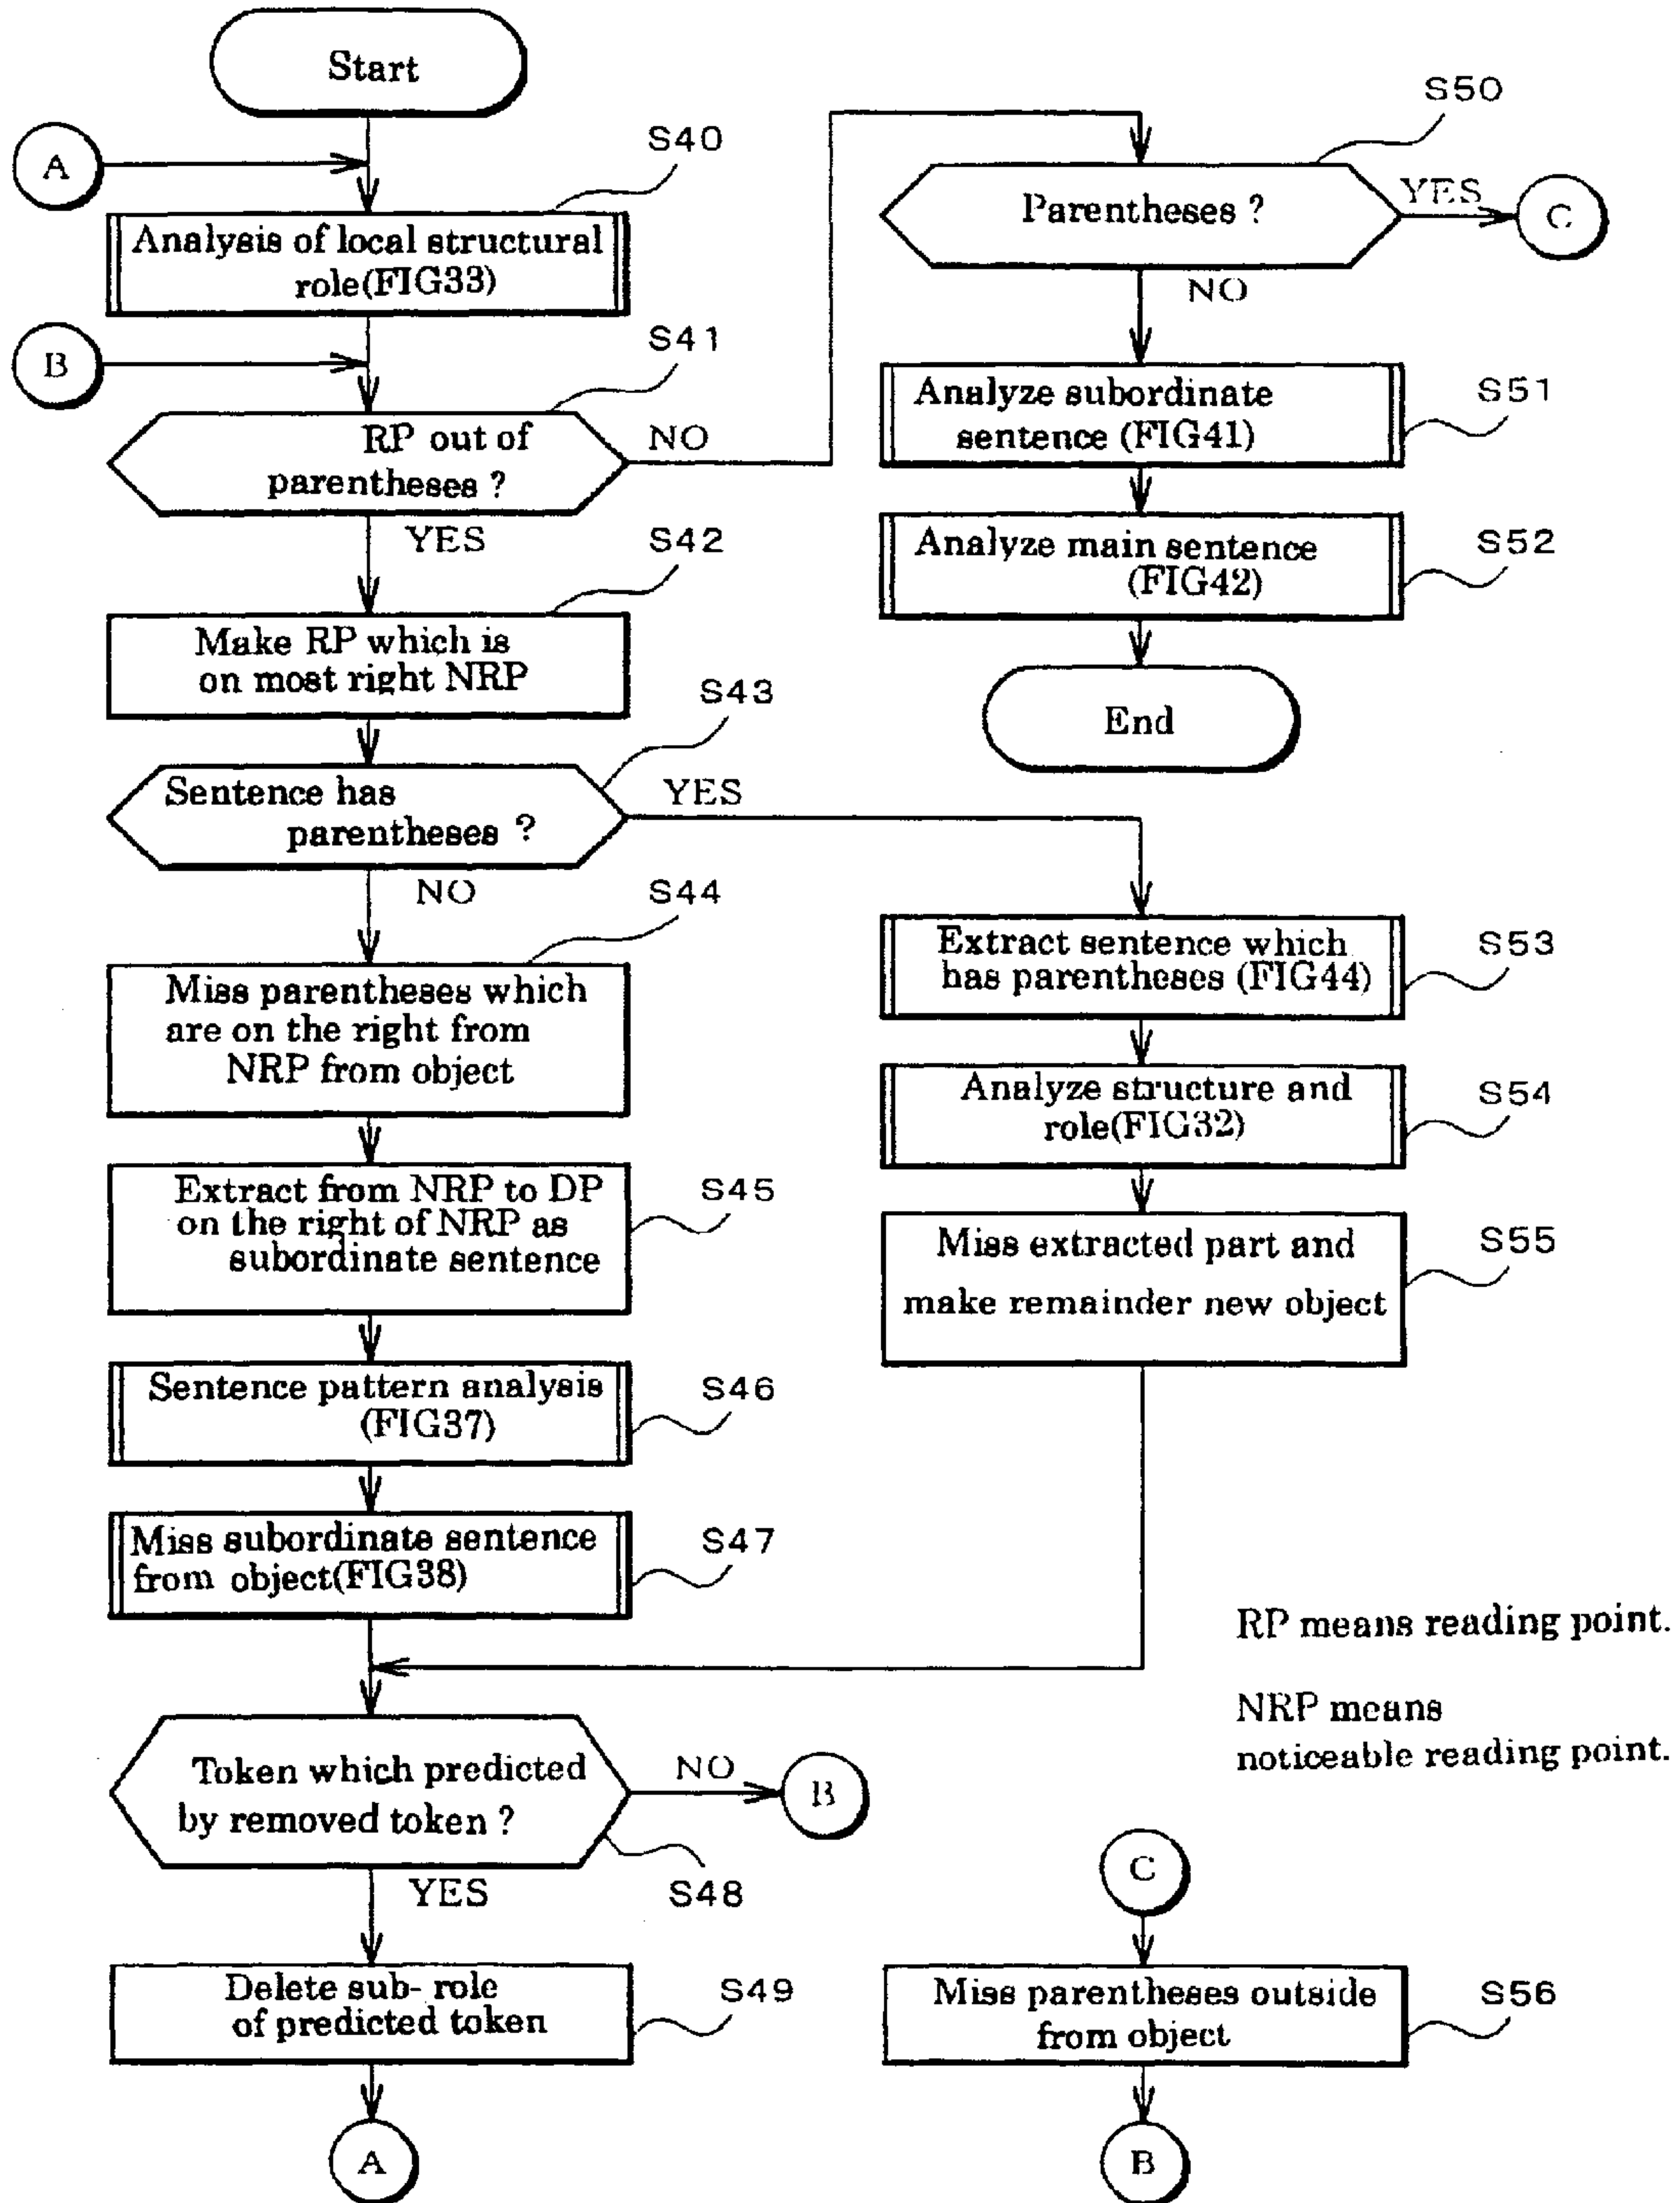 Start
A
S40
Analysis of local structural
role(FIG33)
B
S41
RP out of
parentheses ?
NO
YES
S42
Make RP which is
on most right NRP
S43
Sentence has
parentheses ?
YES
NO
S44
Miss parentheses which
are on the right from
NRP from object
Extract from NRP to DP
on the right of NRP as
subordinate sentence
S45
Sentence pattern analysis
(FIG37)
S46
Miss subordinate sentence
from object(FIG38)
S47
Token which predicted
by removed token ?
NO
B
YES
S48
Delete sub- role
of predicted token
S49
A
S50
Parentheses ?
YES
C
NO
Analyze subordinate
sentence (FIG41)
S51
Analyze main sentence
(FIG42)
S52
End
Extract sentence which
has parentheses (FIG44)
S53
Analyze structure and
role(FIG32)
S54
Miss extracted part and
make remainder new object
S55
RP means reading point.
NRP means
noticeable reading point.
C
Miss parentheses outside
from object
S56
B